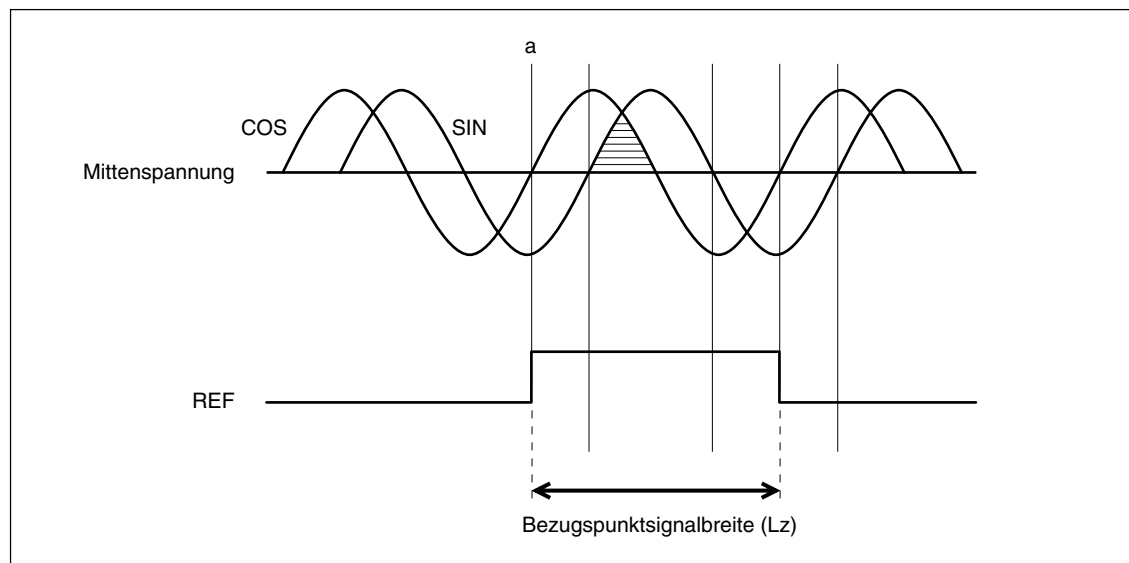 a
COS
SIN
Mittenspannung
REF
Bezugspunktsignalbreite (Lz)